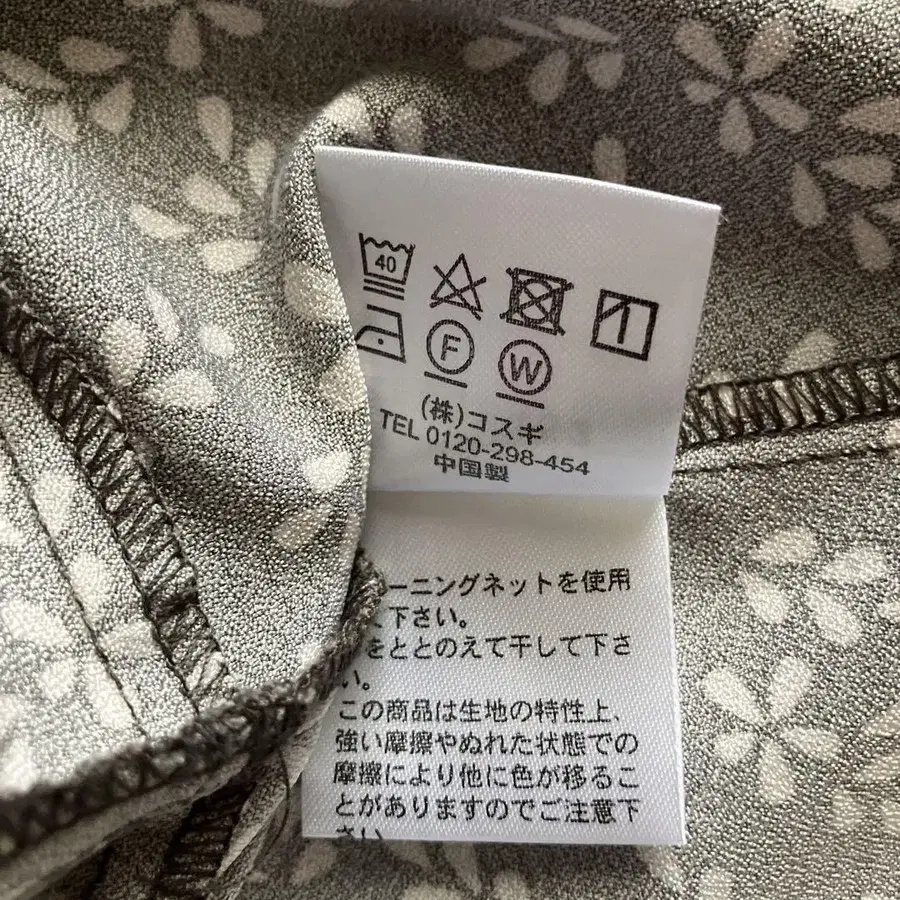 40
F
W
(株)コスギ
TEL 0120-298-454
中国製
ーニングネットを使用
て下さい。
をととのえて干して下さ
い。
この商品は生地の特性上、
強い摩擦やぬれた状態での
摩擦により他に色が移るこ
とがありますのでご注意下
さい